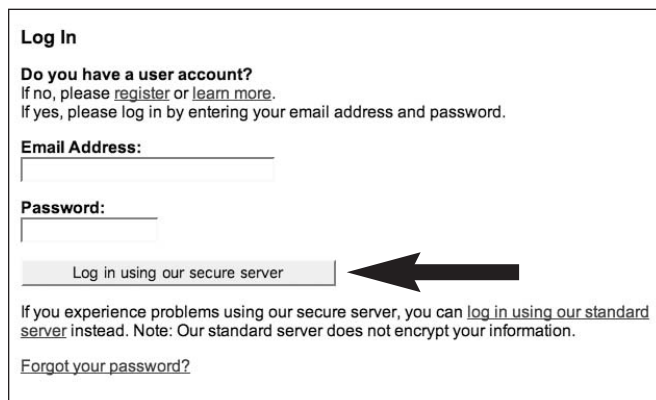 Log In
Do you have a user account?
If no, please register or learn more.
If yes, please log in by entering your email address and password.
Email Address:
Password:
Log in using our secure server
If you experience problems using our secure server, you can log in using our standard
server instead. Note: Our standard server does not encrypt your information.
Forgot your password?